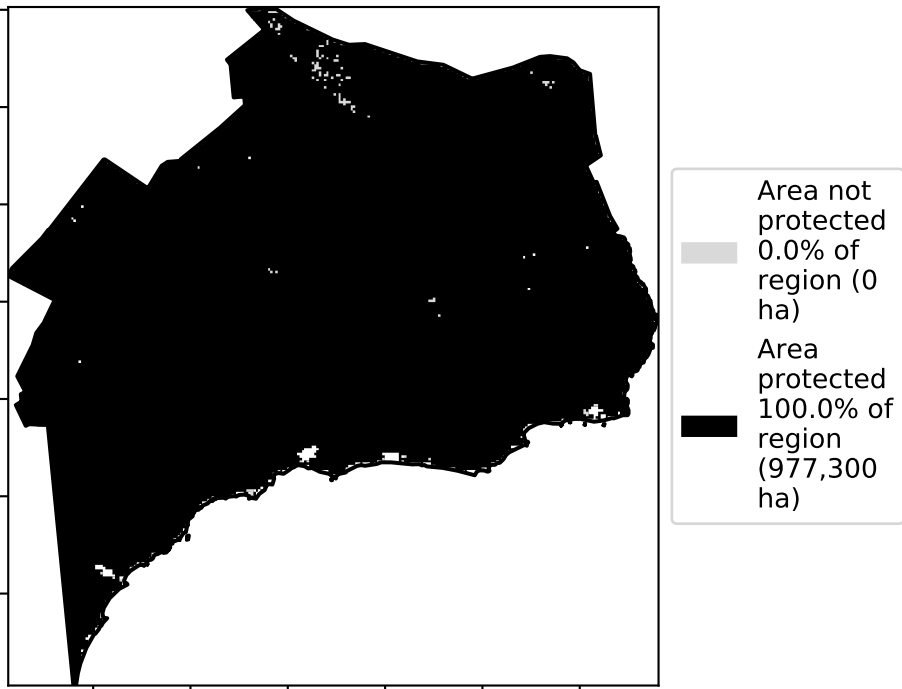 Area not
protected
0.0% of
region (0
ha)
Area
protected
100.0% of
region
(977,300
ha)